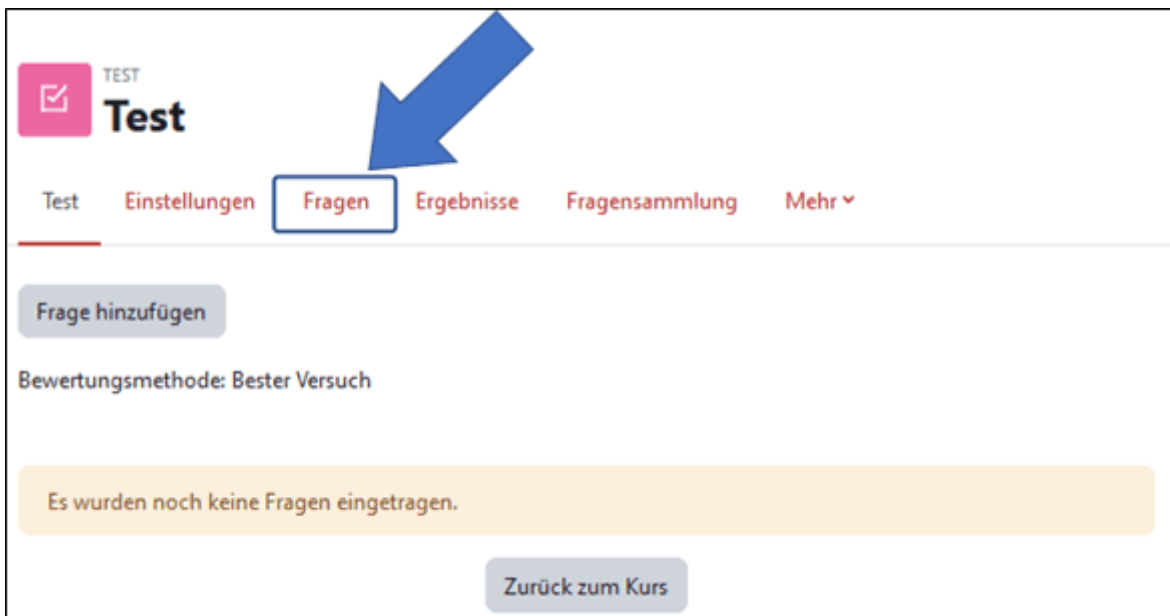 TEST
Test
Test Einstellungen Fragen Ergebnisse Fragensammlung Mehr
Frage hinzufügen
Bewertungsmethode: Bester Versuch
Es wurden noch keine Fragen eingetragen.
Zurück zum Kurs